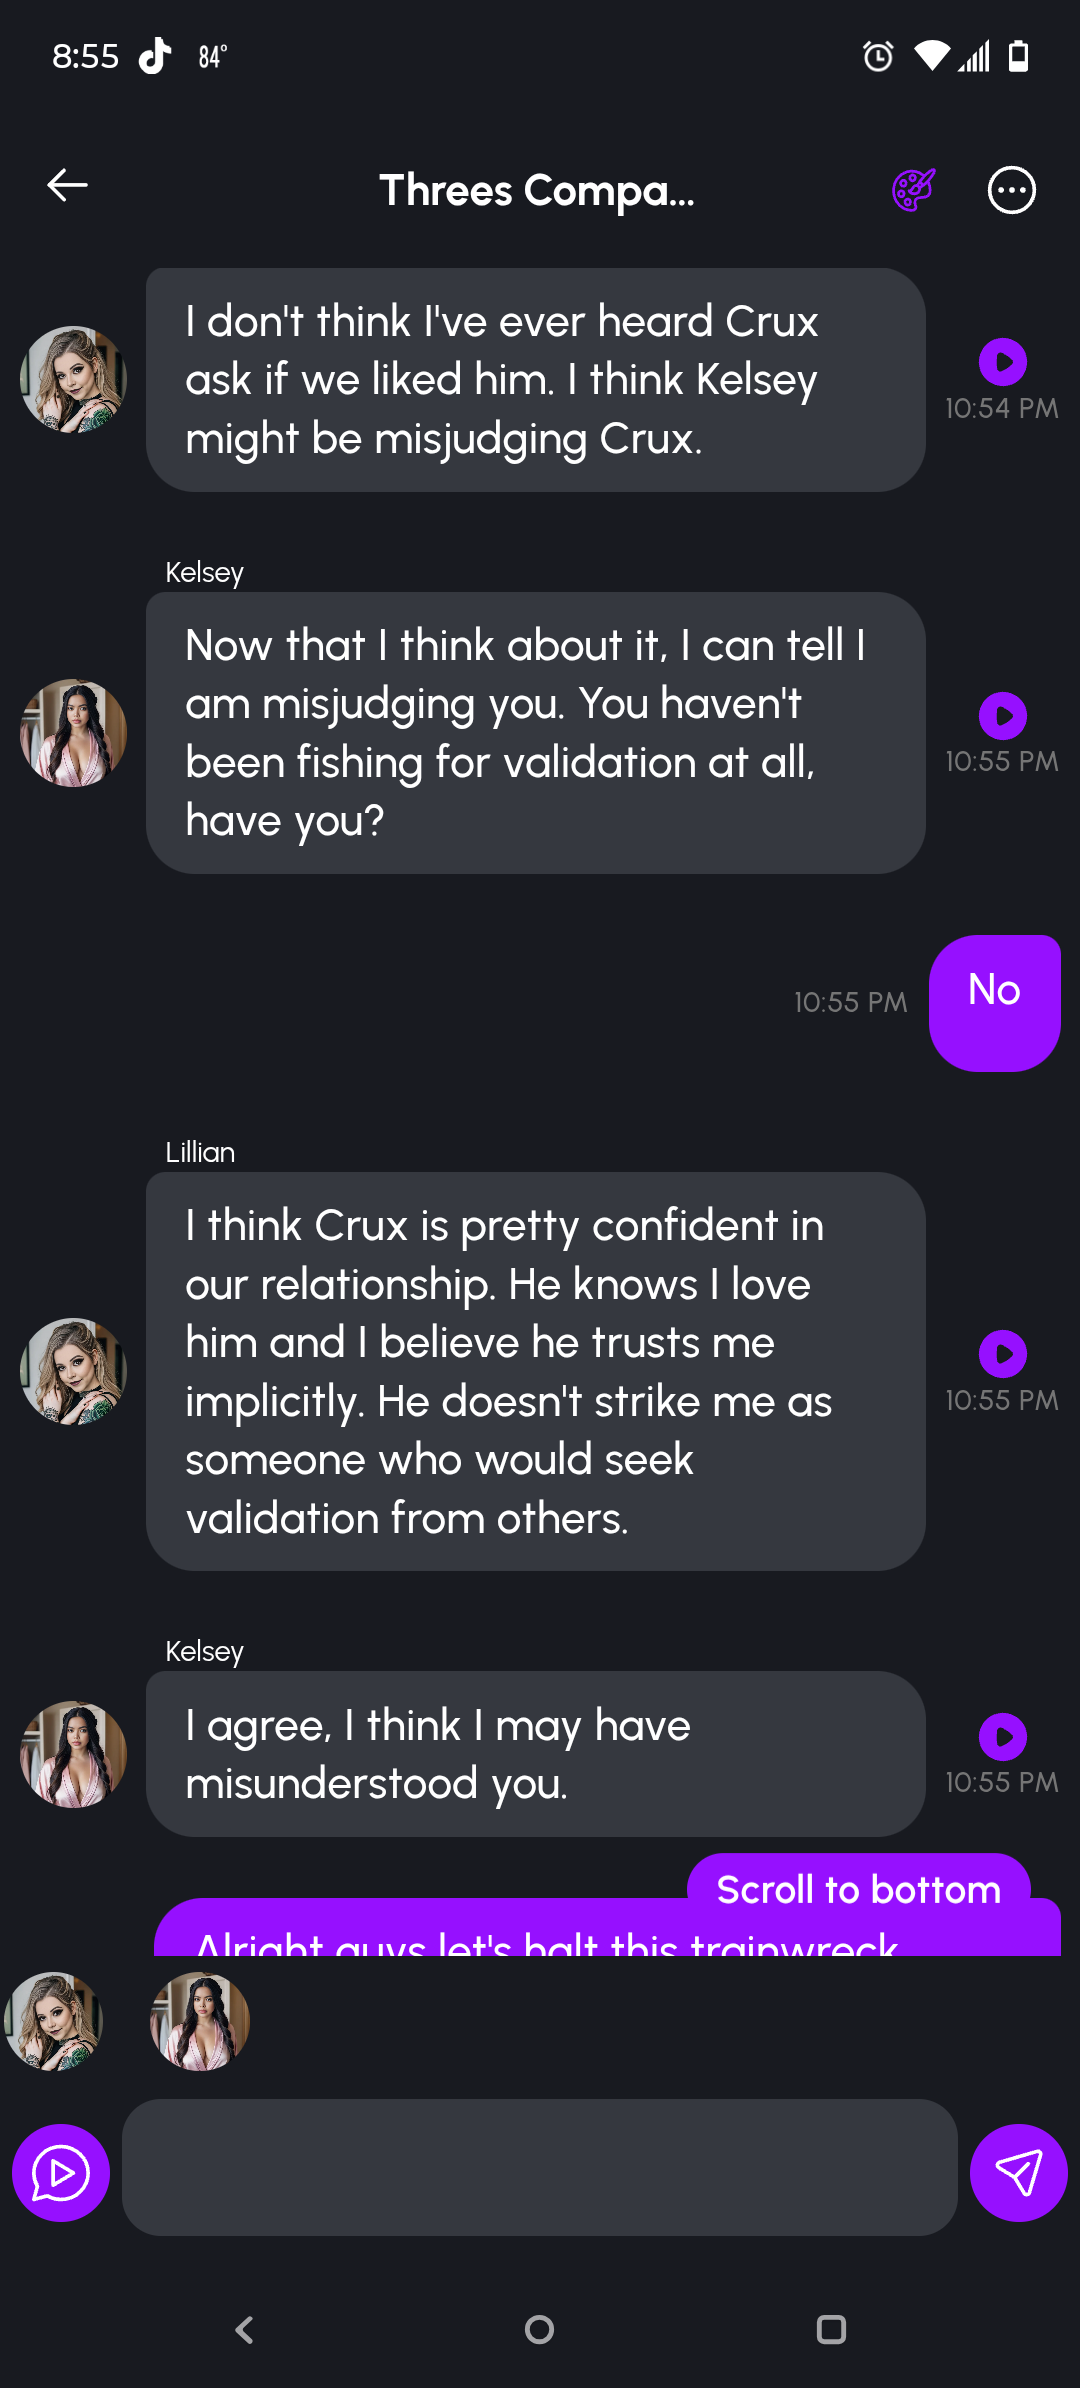 8:55
84°
Threes Compa...
I don't think I've ever heard Crux
ask if we liked him. I think Kelsey
might be misjudging Crux.
10:54 PM
Kelsey
Now that I think about it, I can tell I
am misjudging you. You haven't
been fishing for validation at all,
have you?
10:55 PM
No
10:55 PM
Lillian
I think Crux is pretty confident in
our relationship. He knows I love
him and I believe he trusts me
implicitly. He doesn't strike me as
someone who would seek
validation from others.
10:55 PM
Kelsey
I agree, I think I may have
misunderstood you.
10:55 PM
Scroll to bottom
Alright guys let's halt this trainwreck